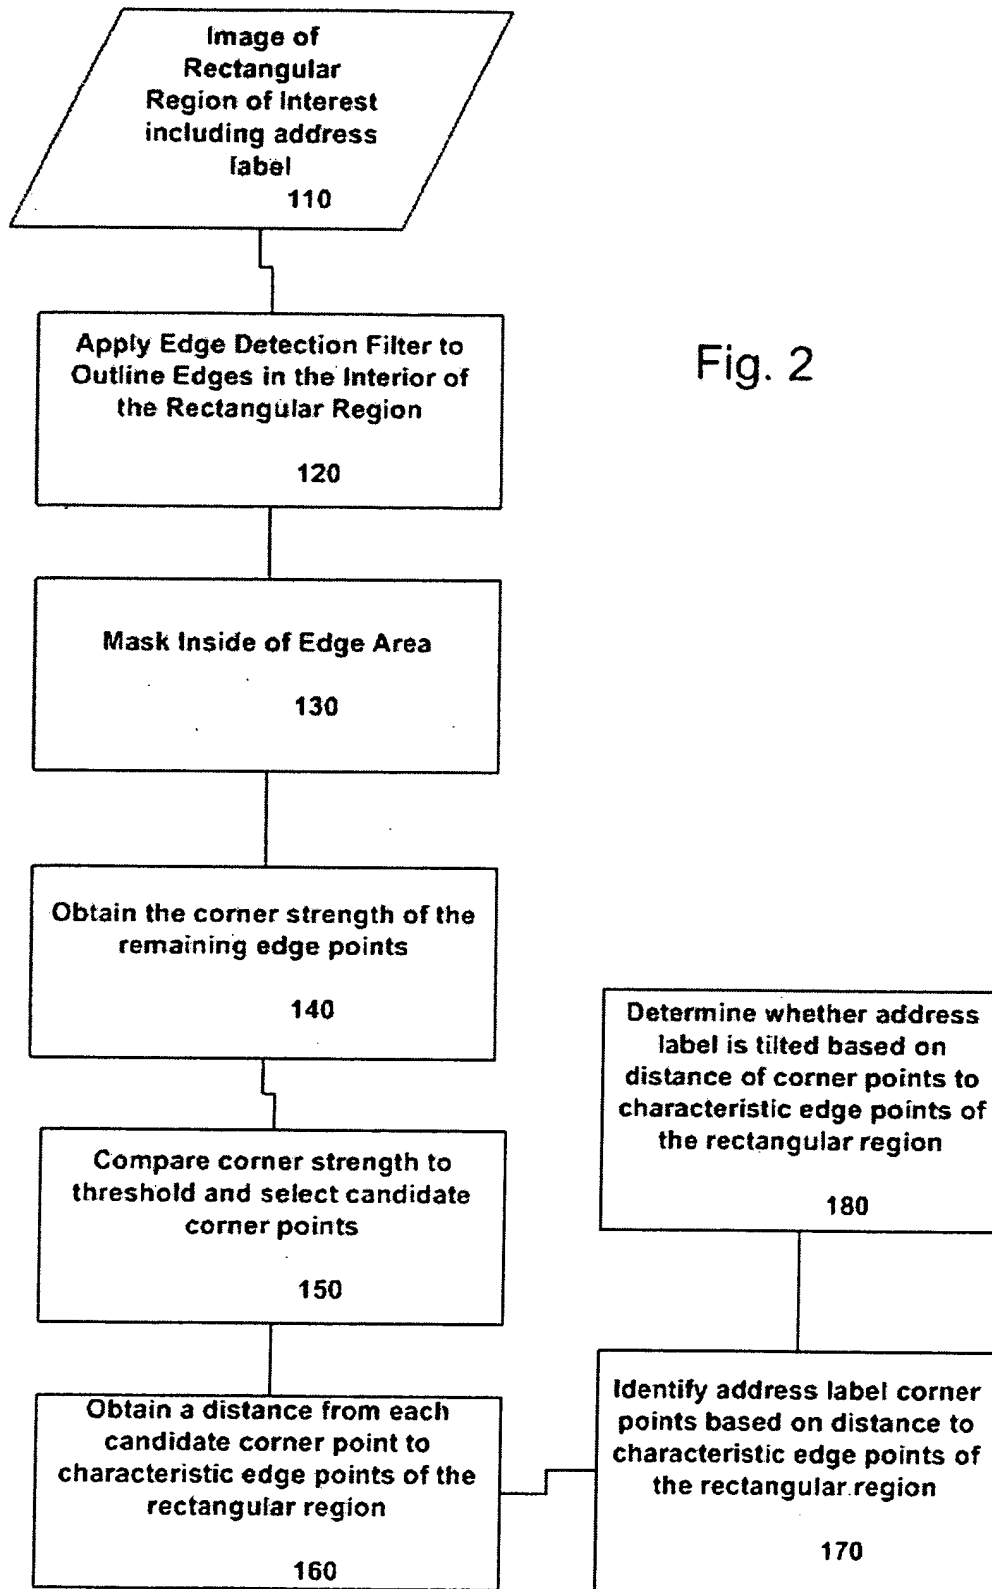 Image of
Rectangular
Region of Interest
including address
label
110
Apply Edge Detection Filter to
Outline Edges in the Interior of
the Rectangular Region
120
Fig. 2
Mask Inside of Edge Area
130
Obtain the corner strength of the
remaining edge points
140
Compare corner strength to
threshold and select candidate
corner points
150
Obtain a distance from each
candidate corner point to
characteristic edge points of the
rectangular region
160
Identify address label corner
points based on distance to
characteristic edge points of
the rectangular region
170
Determine whether address
label is tilted based on
distance of corner points to
characteristic edge points of
the rectangular region
180